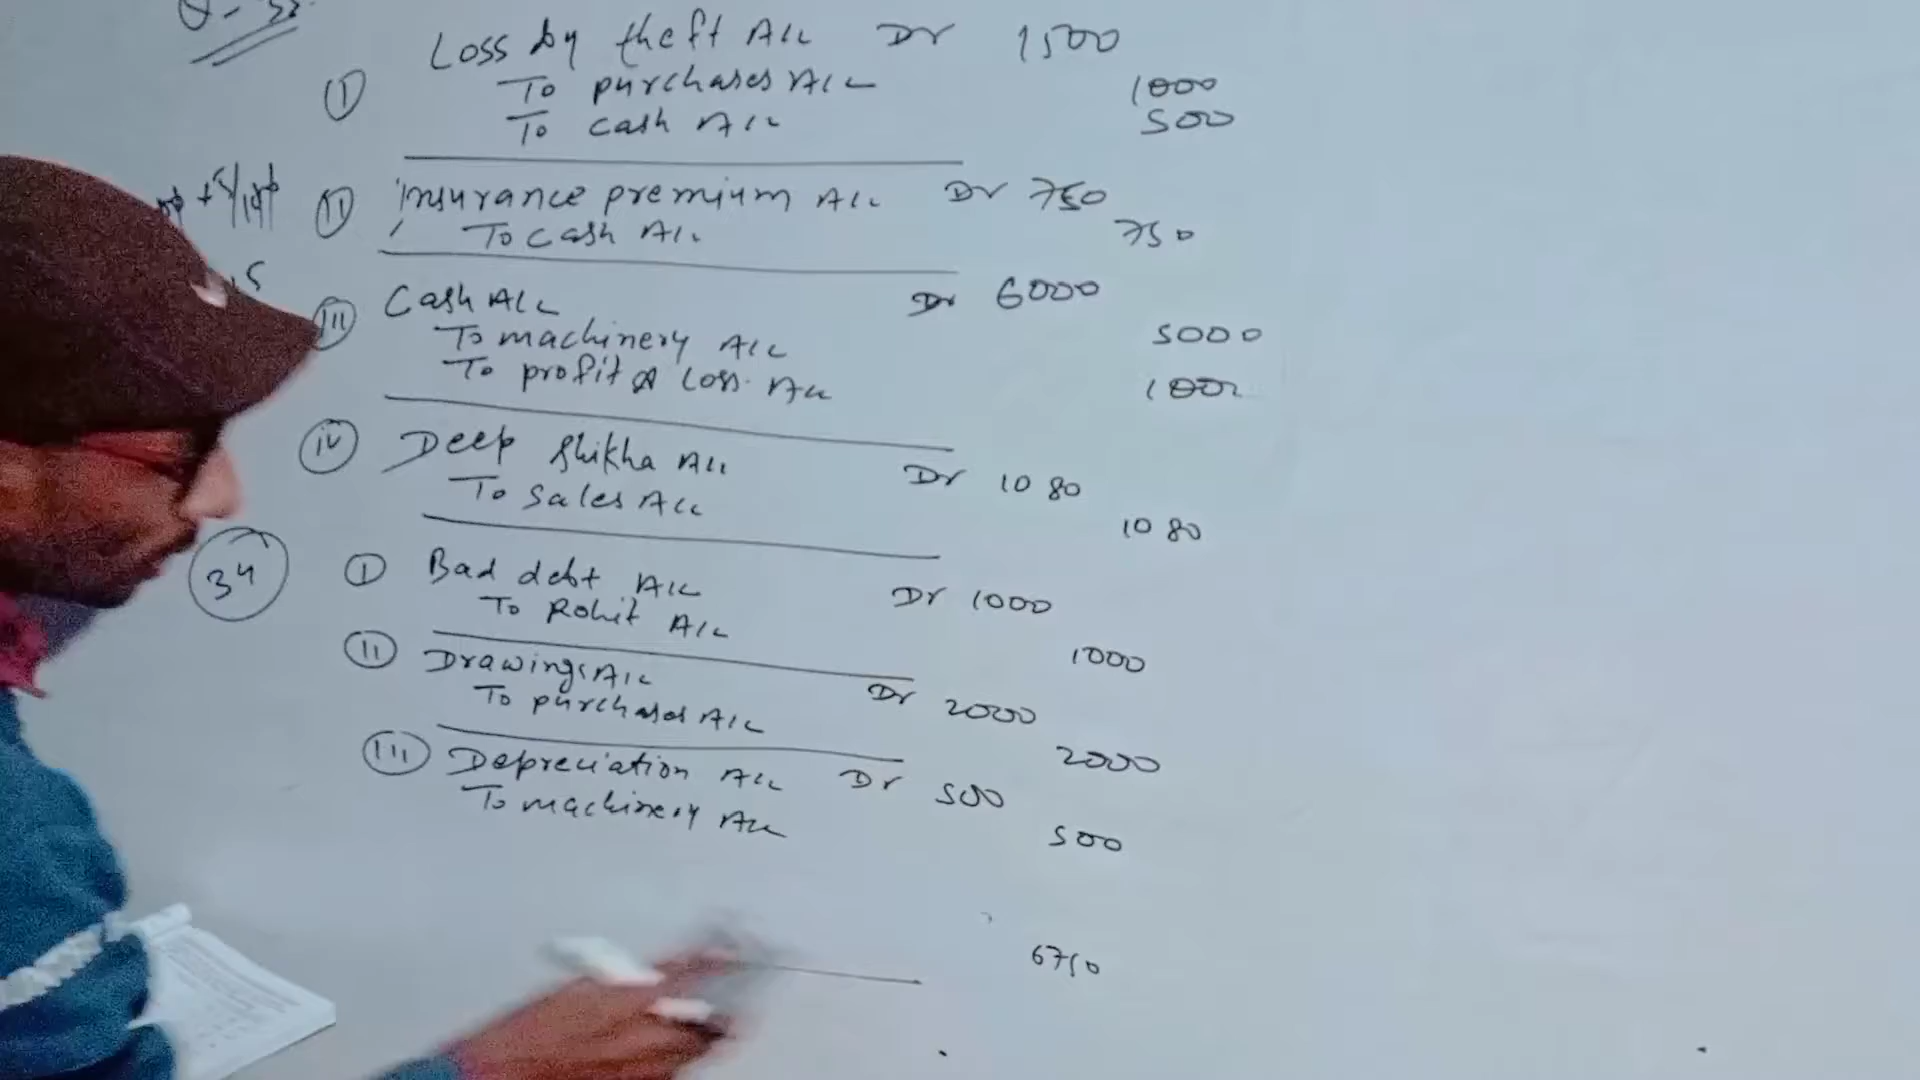 Q-33
Loss by theft A/c Dr 1500
(I) To purchases A/c 1000
To cash A/c 500
(II) Insurance premium A/c Dr 750
To cash A/c 750
(III) Cash A/c Dr 6000
To machinery A/c 5000
To profit & Loss A/c 1000
(IV) Deep Shikha A/c Dr 1080
To Sales A/c 1080
(34) (I) Bad debt A/c Dr 1000
To Rohit A/c 1000
(II) Drawings A/c Dr 2000
To purchases A/c 2000
(III) Depreciation A/c Dr 500
To machinery A/c 500
6750